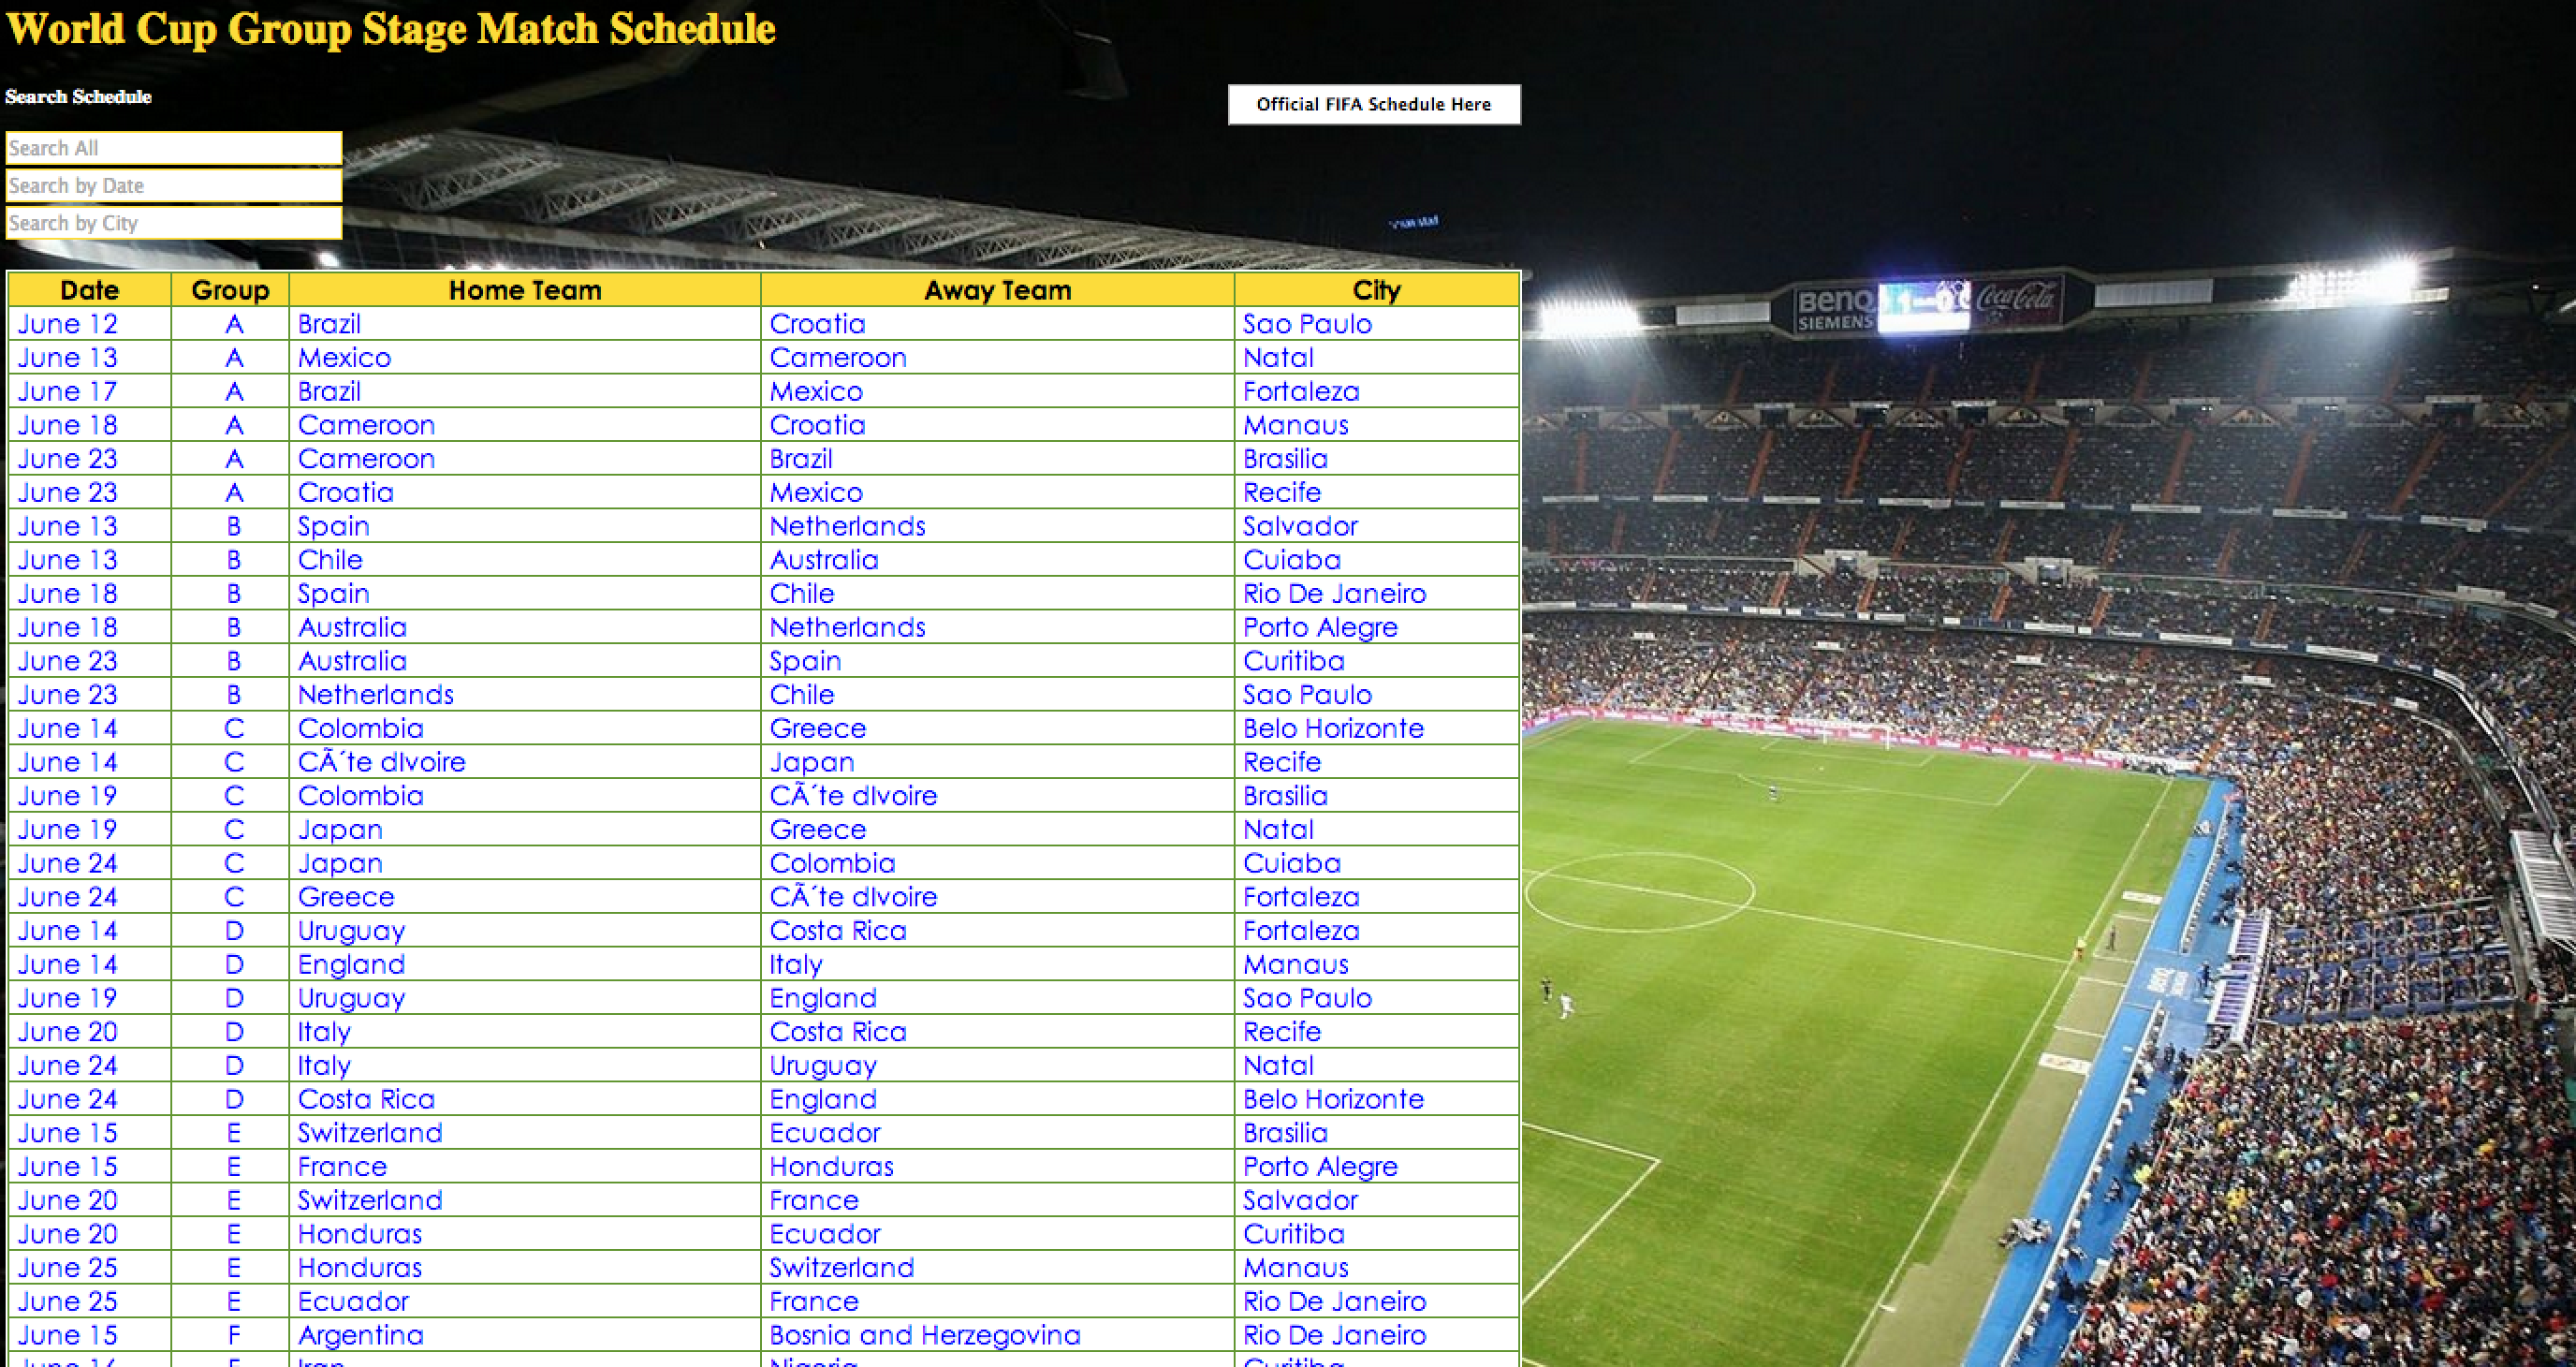 World Cup Group Stage Match Schedule
Search Schedule
Official FIFA Schedule Here
Search All
Search by Date
Search by City
Date Group Home Team Away Team City
June 12 A Brazil Croatia Sao Paulo
June 13 A Mexico Cameroon Natal
June 17 A Brazil Mexico Fortaleza
June 18 A Cameroon Croatia Manaus
June 23 A Cameroon Brazil Brasilia
June 23 A Croatia Mexico Recife
June 13 B Spain Netherlands Salvador
June 13 B Chile Australia Cuiaba
June 18 B Spain Chile Rio De Janeiro
June 18 B Australia Netherlands Porto Alegre
June 23 B Australia Spain Curitiba
June 23 B Netherlands Chile Sao Paulo
June 14 C Colombia Greece Belo Horizonte
June 14 C CÃ´te dIvoire Japan Recife
June 19 C Colombia CÃ´te dIvoire Brasilia
June 19 C Japan Greece Natal
June 24 C Japan Colombia Cuiaba
June 24 C Greece CÃ´te dIvoire Fortaleza
June 14 D Uruguay Costa Rica Fortaleza
June 14 D England Italy Manaus
June 19 D Uruguay England Sao Paulo
June 20 D Italy Costa Rica Recife
June 24 D Italy Uruguay Natal
June 24 D Costa Rica England Belo Horizonte
June 15 E Switzerland Ecuador Brasilia
June 15 E France Honduras Porto Alegre
June 20 E Switzerland France Salvador
June 20 E Honduras Ecuador Curitiba
June 25 E Honduras Switzerland Manaus
June 25 E Ecuador France Rio De Janeiro
June 15 F Argentina Bosnia and Herzegovina Rio De Janeiro
June 16 F Iran Nigeria Curitiba
BenQ
SIEMENS
Coca-Cola